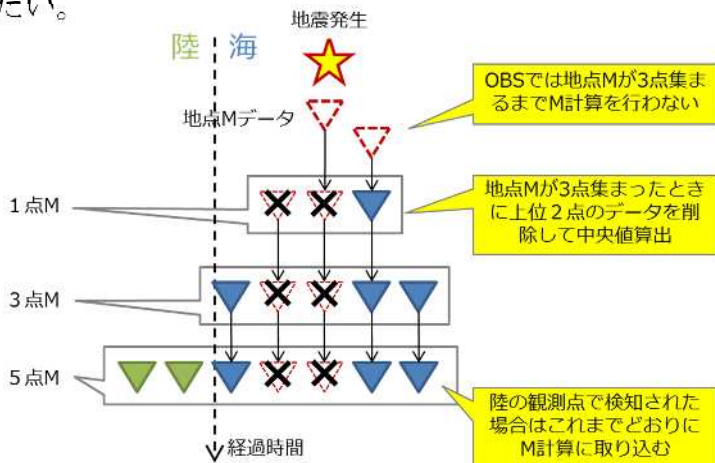 たい。
地震発生
陸 海
OBSでは地点Mが3点集ま
るまでM計算を行わない
地点Mデータ
1点M
地点Mが3点集まったとき
に上位2点のデータを削
除して中央値算出
3点M
5点M
陸の観測点で検知された
場合はこれまでどおりに
M計算に取り込む
経過時間